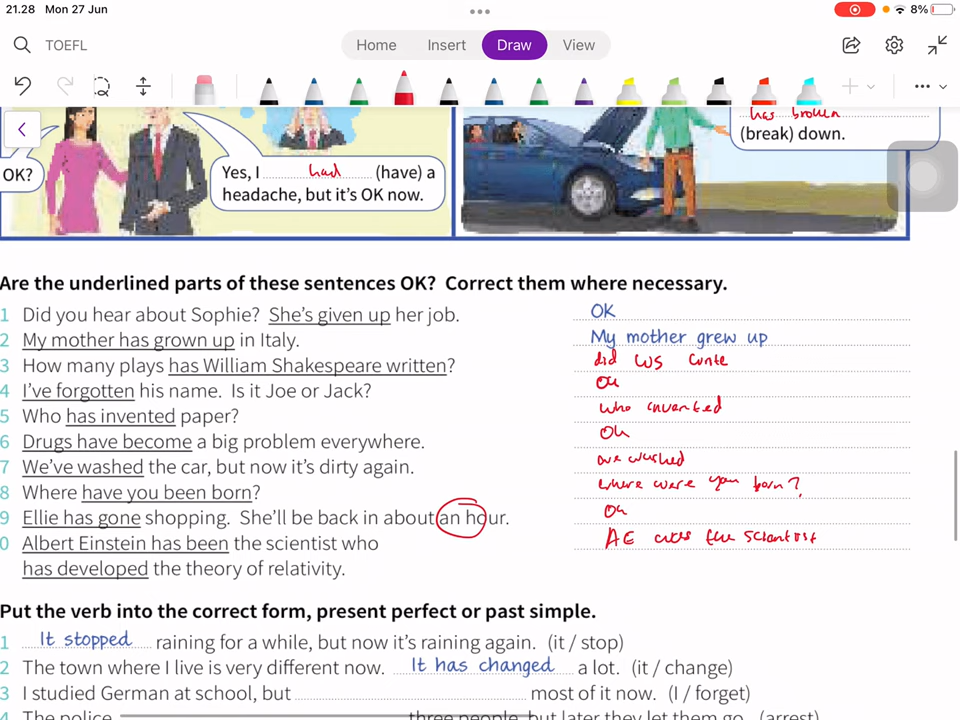 21.28 Mon 27 Jun
8%
TOEFL
Home Insert Draw View
OK?
Yes, I had (have) a
headache, but it's OK now.
has broken
(break) down.
Are the underlined parts of these sentences OK? Correct them where necessary.
1 Did you hear about Sophie? She's given up her job. OK
2 My mother has grown up in Italy. My mother grew up
3 How many plays has William Shakespeare written? did WS write
4 I've forgotten his name. Is it Joe or Jack? Ok
5 Who has invented paper? who invented
6 Drugs have become a big problem everywhere. Ok
7 We've washed the car, but now it's dirty again. we washed
8 Where have you been born? where were you born?
9 Ellie has gone shopping. She'll be back in about an hour. Ok
0 Albert Einstein has been the scientist who AE was the scientist
has developed the theory of relativity.
Put the verb into the correct form, present perfect or past simple.
1 It stopped raining for a while, but now it's raining again. (it / stop)
2 The town where I live is very different now. It has changed a lot. (it / change)
3 I studied German at school, but most of it now. (I / forget)
4 The police three people, but later they let them go. (arrest)